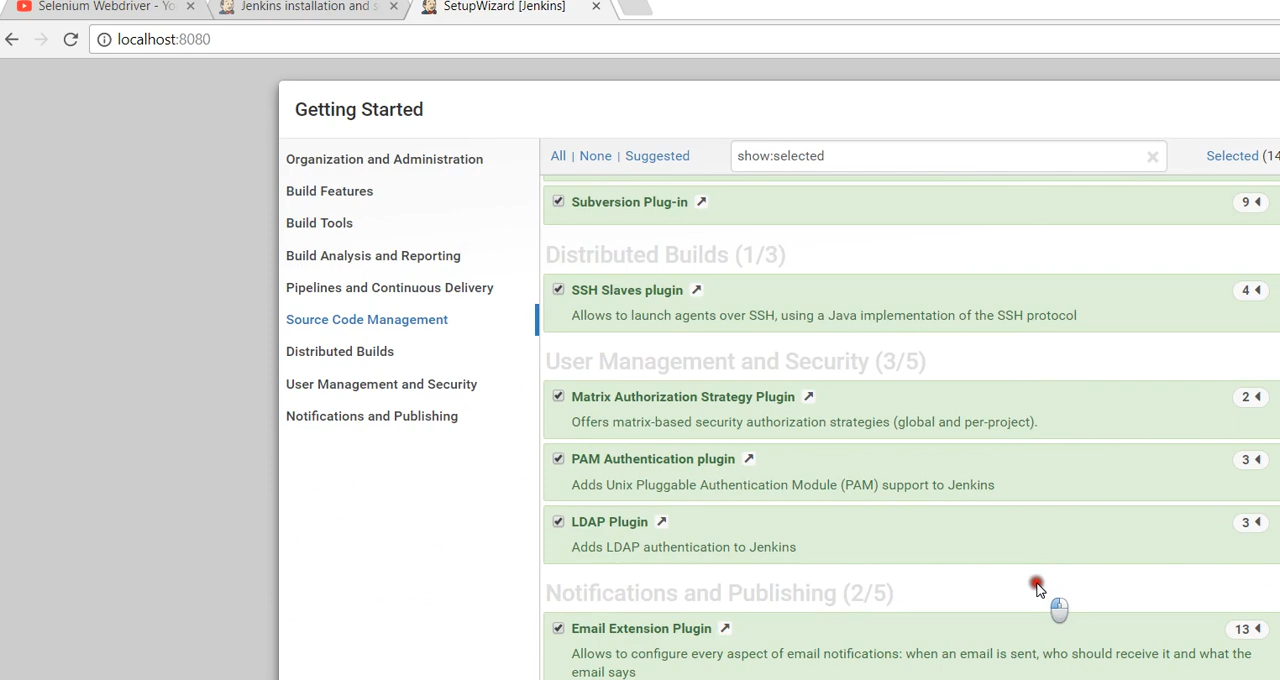 Selenium Webdriver - Yo
Jenkins installation and s
SetupWizard [Jenkins]
localhost:8080
Getting Started
Organization and Administration
Build Features
Build Tools
Build Analysis and Reporting
Pipelines and Continuous Delivery
Source Code Management
Distributed Builds
User Management and Security
Notifications and Publishing
All | None | Suggested
show:selected
Selected (14
Subversion Plug-in
9
Distributed Builds (1/3)
SSH Slaves plugin
4
Allows to launch agents over SSH, using a Java implementation of the SSH protocol
User Management and Security (3/5)
Matrix Authorization Strategy Plugin
2
Offers matrix-based security authorization strategies (global and per-project).
PAM Authentication plugin
3
Adds Unix Pluggable Authentication Module (PAM) support to Jenkins
LDAP Plugin
3
Adds LDAP authentication to Jenkins
Notifications and Publishing (2/5)
Email Extension Plugin
13
Allows to configure every aspect of email notifications: when an email is sent, who should receive it and what the
email says